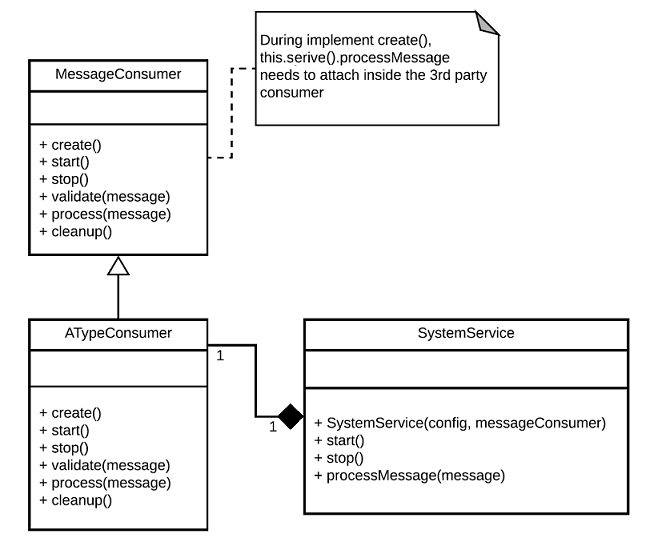 During implement create(),
this.serive().processMessage
needs to attach inside the 3rd party
consumer
MessageConsumer
+ create()
+ start()
+ stop()
+ validate(message)
+ process(message)
+ cleanup()
ATypeConsumer
+ create()
+ start()
+ stop()
+ validate(message)
+ process(message)
+ cleanup()
1
1
SystemService
+ SystemService(config, messageConsumer)
+ start()
+ stop()
+ processMessage(message)